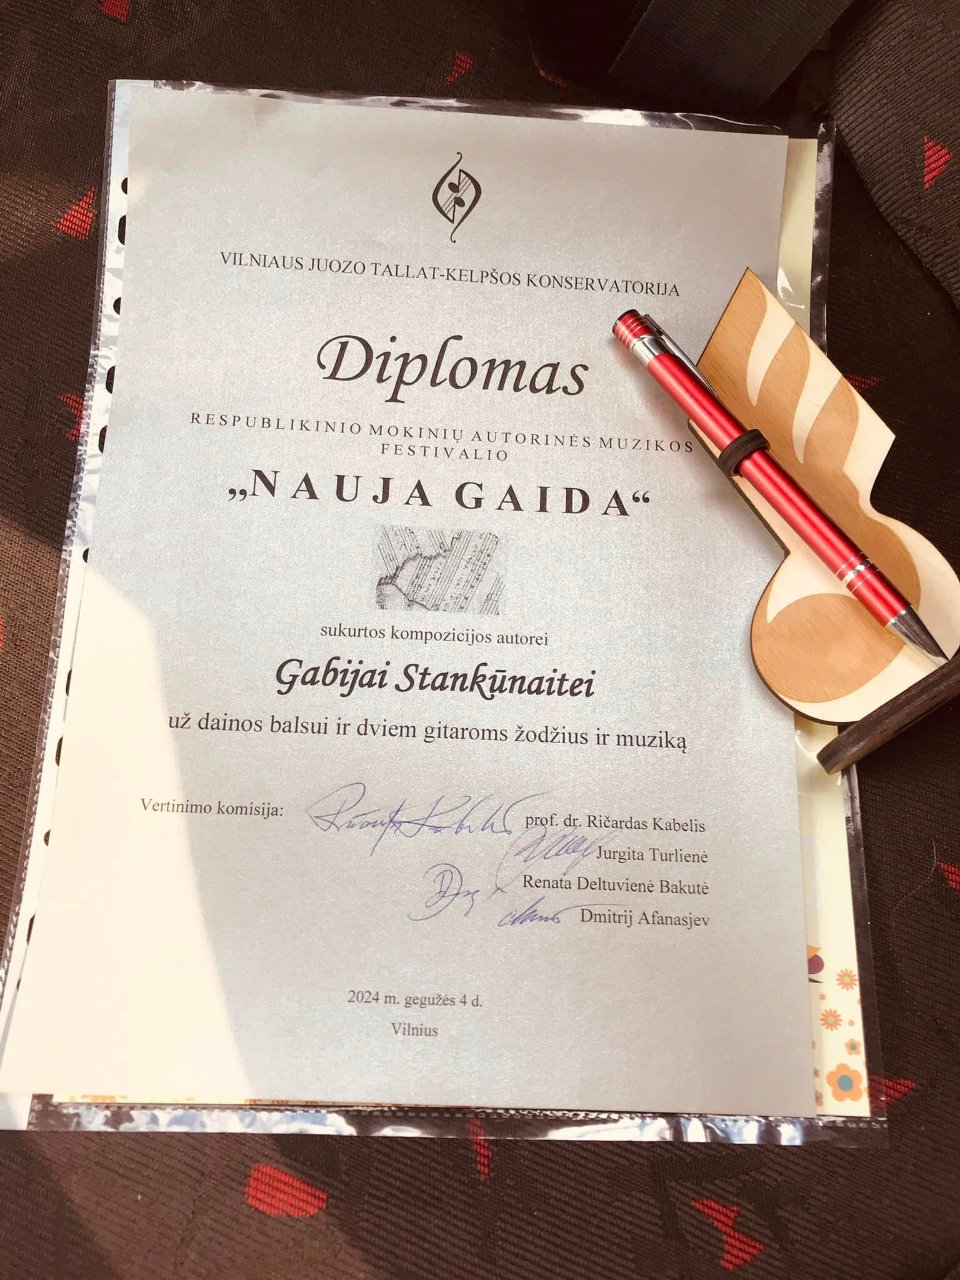 VILNIAUS JUOZO TALLAT-KELPŠOS KONSERVATORIJA
Diplomas
RESPUBLIKINIO MOKINIŲ AUTORINĖS MUZIKOS
FESTIVALIO
„NAUJA GAIDA“
sukurtos kompozicijos autorei
Gabijai Stankūnaitei
už dainos balsui ir dviem gitaroms žodžius ir muziką
Vertinimo komisija: prof. dr. Ričardas Kabelis
Jurgita Turlienė
Renata Deltuvienė Bakutė
Dmitrij Afanasjev
2024 m. gegužės 4 d.
Vilnius